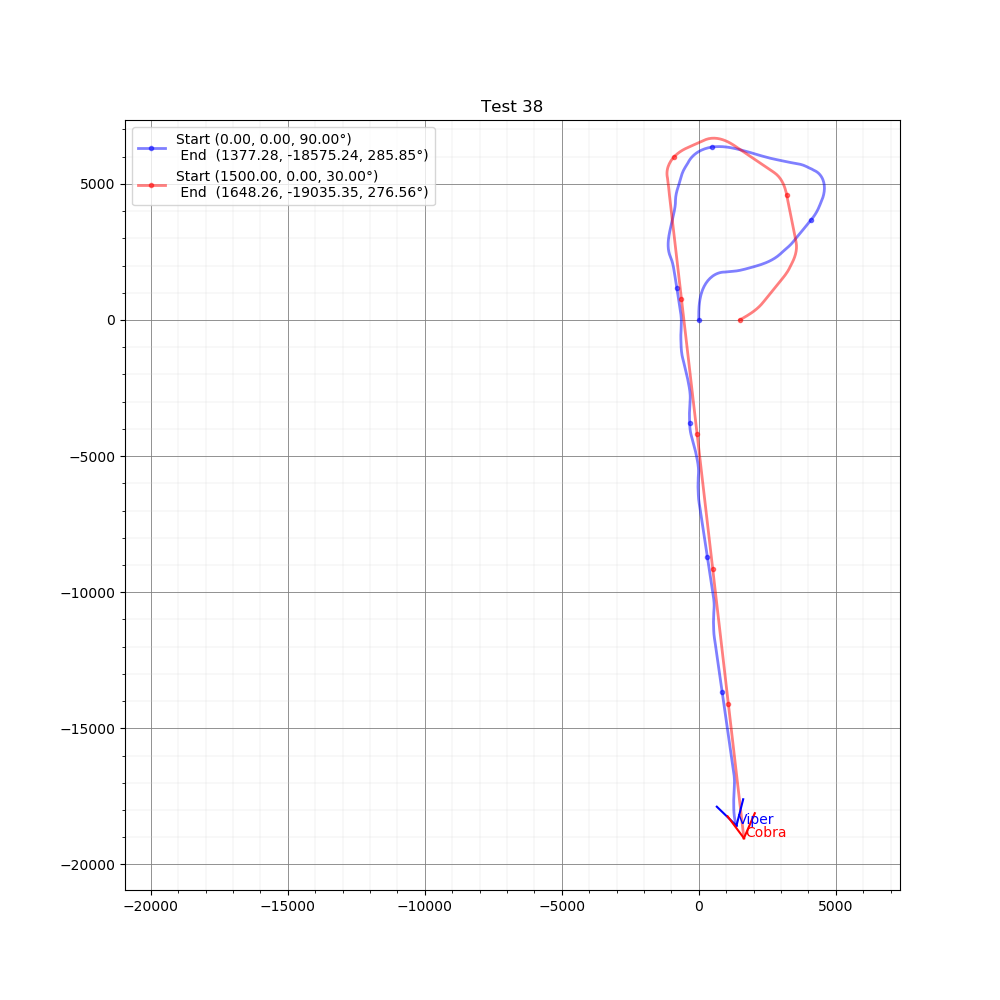 Test 38
Start (0.00, 0.00, 90.00°)
End  (1377.28, -18575.24, 285.85°)
Start (1500.00, 0.00, 30.00°)
End  (1648.26, -19035.35, 276.56°)
5000
0
−5000
−10000
−15000
−20000
Viper
Cobra
−20000 −15000 −10000 −5000 0 5000